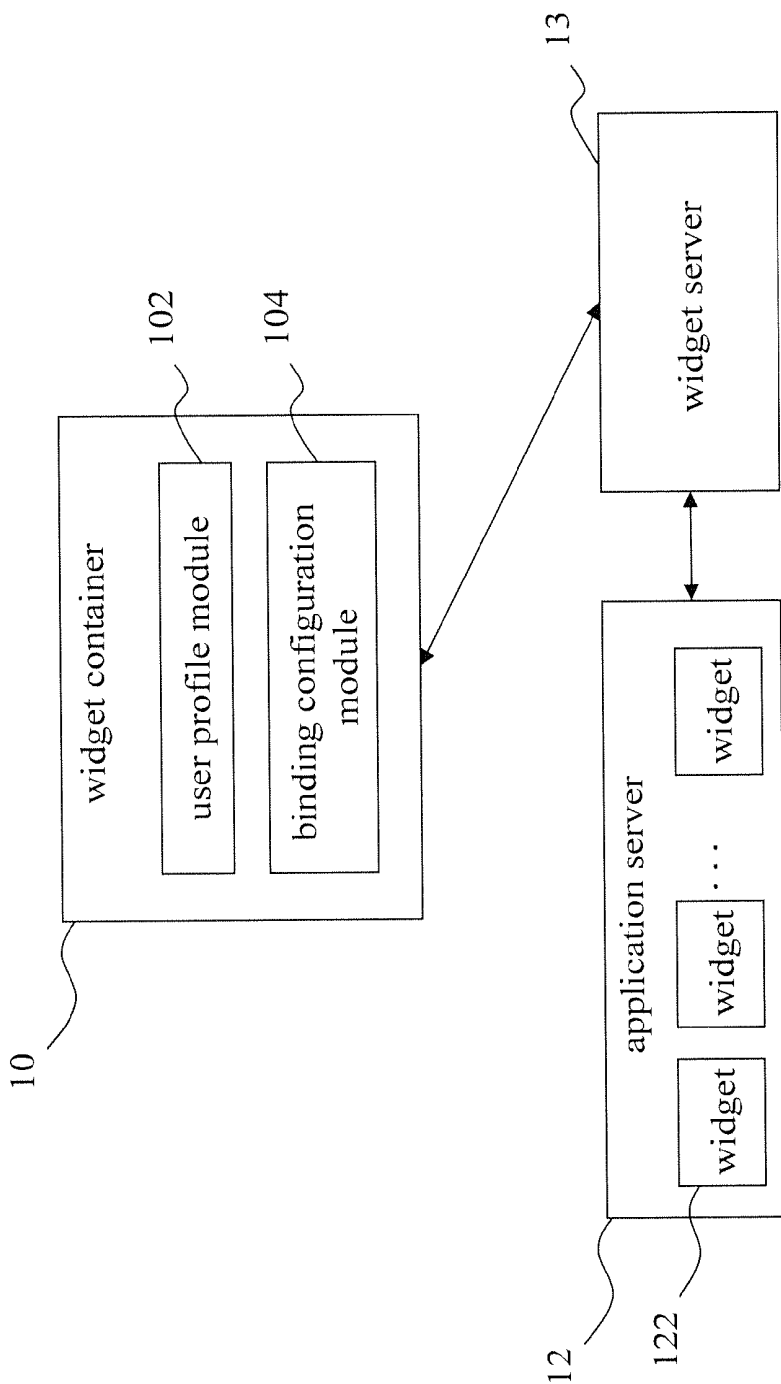 10
widget container
user profile module
102
binding configuration
module
104
12
application server
122
widget
widget
. . .
widget
widget server
13